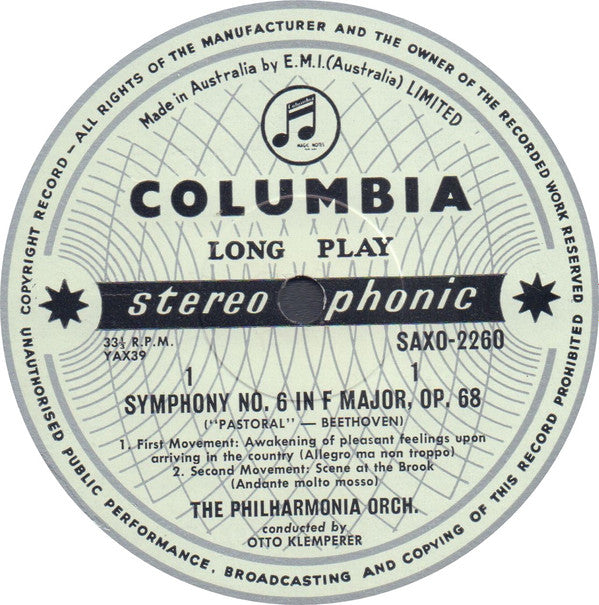 COPYRIGHT RECORD — ALL RIGHTS OF THE MANUFACTURER AND THE OWNER OF THE RECORDED WORK RESERVED
UNAUTHORISED PUBLIC PERFORMANCE, BROADCASTING AND COPYING OF THIS RECORD PROHIBITED
Made in Australia by E.M.I. (Australia) LIMITED
Columbia
MAGIC NOTES
COLUMBIA
LONG PLAY
stereo phonic
33⅓ R.P.M. SAXO-2260
YAX39
1 1
SYMPHONY NO. 6 IN F MAJOR, OP. 68
("PASTORAL" — BEETHOVEN)
1. First Movement: Awakening of pleasant feelings upon
arriving in the country (Allegro ma non troppo)
2. Second Movement: Scene at the Brook
(Andante molto mosso)
THE PHILHARMONIA ORCH.
conducted by
OTTO KLEMPERER